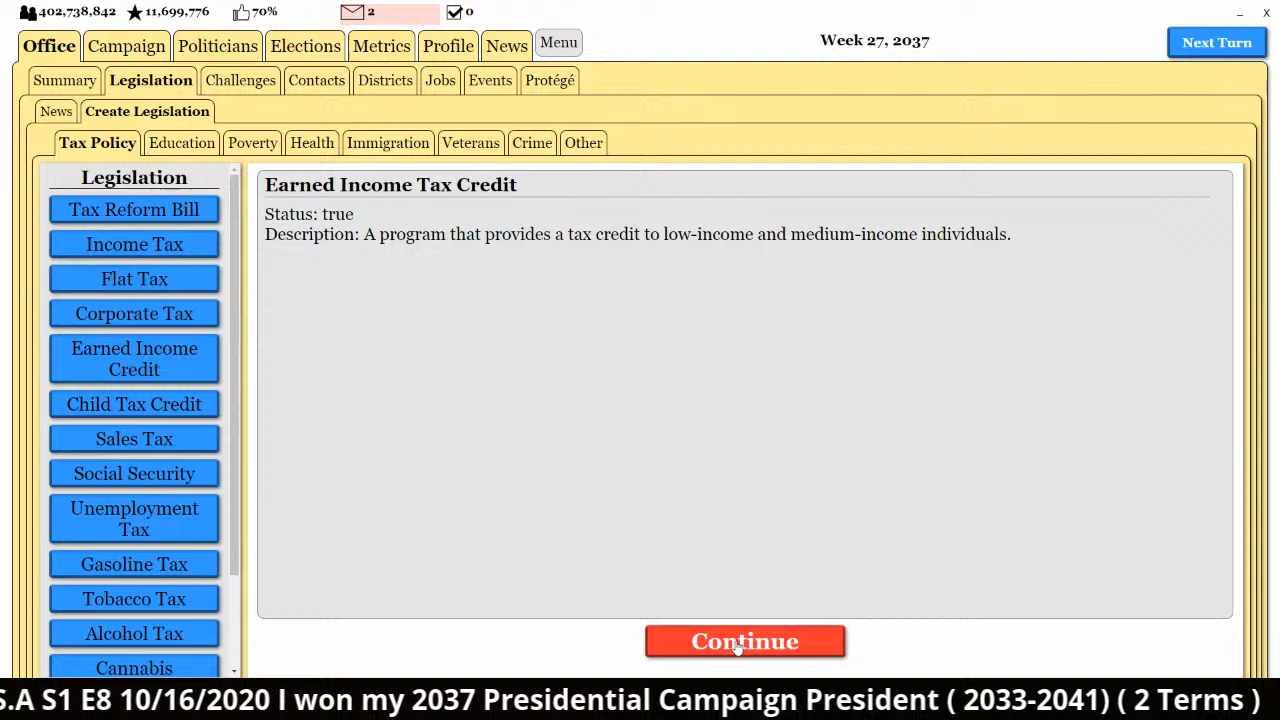 402,738,842 11,699,776 70% 2 0 _ X
Office Campaign Politicians Elections Metrics Profile News Menu Week 27, 2037 Next Turn
Summary Legislation Challenges Contacts Districts Jobs Events Protégé
News Create Legislation
Tax Policy Education Poverty Health Immigration Veterans Crime Other
Legislation
Tax Reform Bill
Income Tax
Flat Tax
Corporate Tax
Earned Income
Credit
Child Tax Credit
Sales Tax
Social Security
Unemployment
Tax
Gasoline Tax
Tobacco Tax
Alcohol Tax
Cannabis
Earned Income Tax Credit
Status: true
Description: A program that provides a tax credit to low-income and medium-income individuals.
Continue
S.A S1 E8 10/16/2020 I won my 2037 Presidential Campaign President ( 2033-2041) ( 2 Terms )